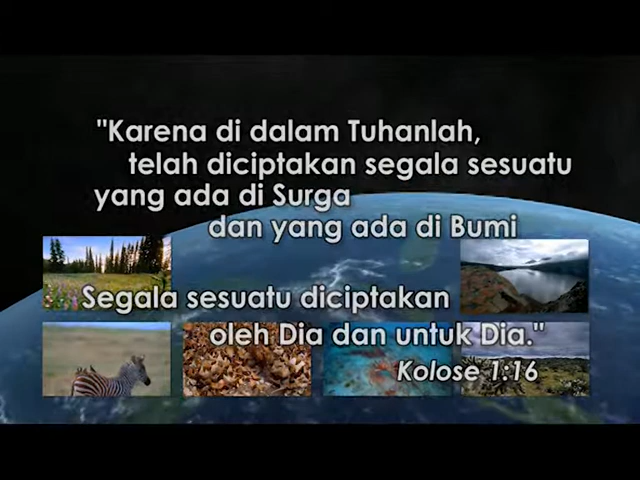 "Karena di dalam Tuhanlah,
telah diciptakan segala sesuatu
yang ada di Surga
dan yang ada di Bumi
Segala sesuatu diciptakan
oleh Dia dan untuk Dia."
Kolose 1:16